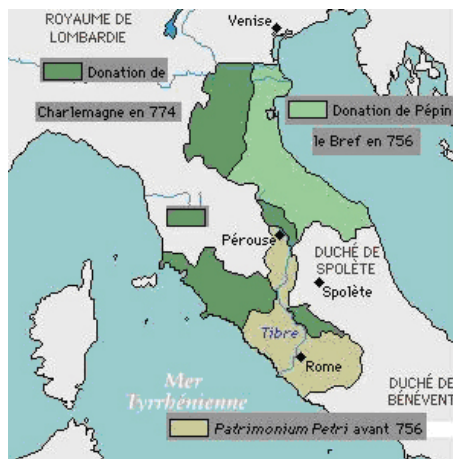 ROYAUME DE
LOMBARDIE
Venise
Donation de
Charlemagne en 774
Donation de Pépin
le Bref en 756
Pérouse
DUCHÉ DE
SPOLÈTE
Spolète
Tibre
Rome
Mer
Tyrrhénienne
DUCHÉ DE
BÉNÉVENT
Patrimonium Petri avant 756